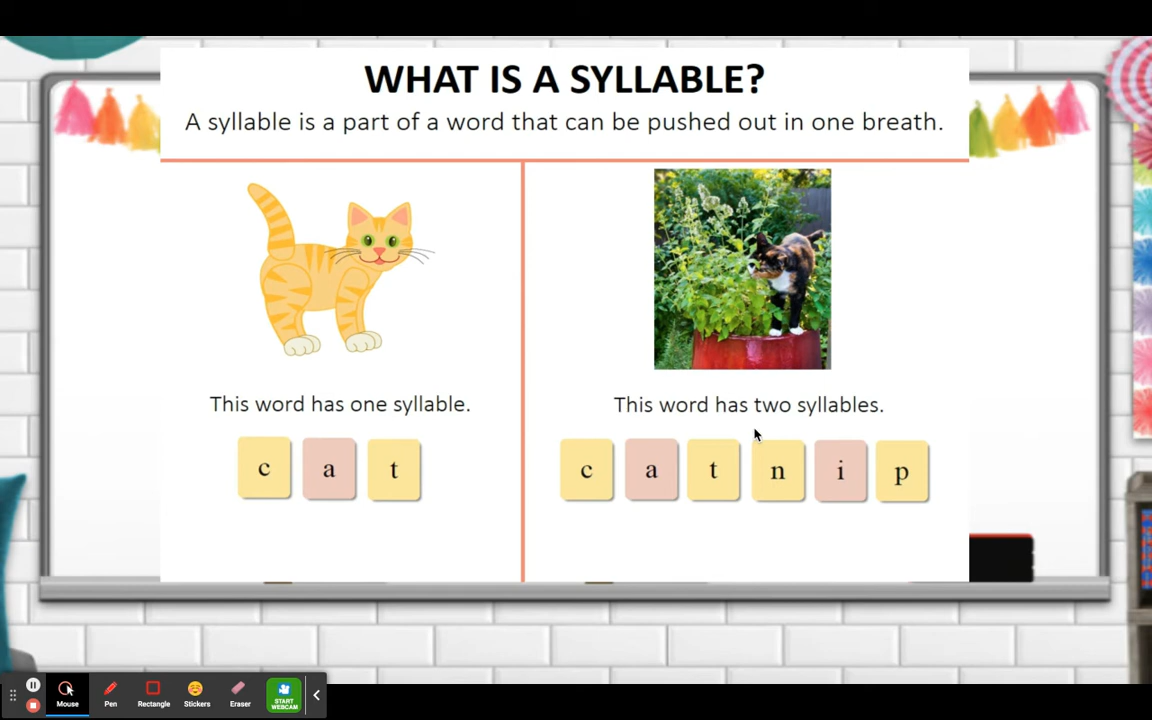 WHAT IS A SYLLABLE?
A syllable is a part of a word that can be pushed out in one breath.
This word has one syllable.
c a t
This word has two syllables.
c a t n i p
Mouse
Pen
Rectangle
Stickers
Eraser
START
WEBCAM